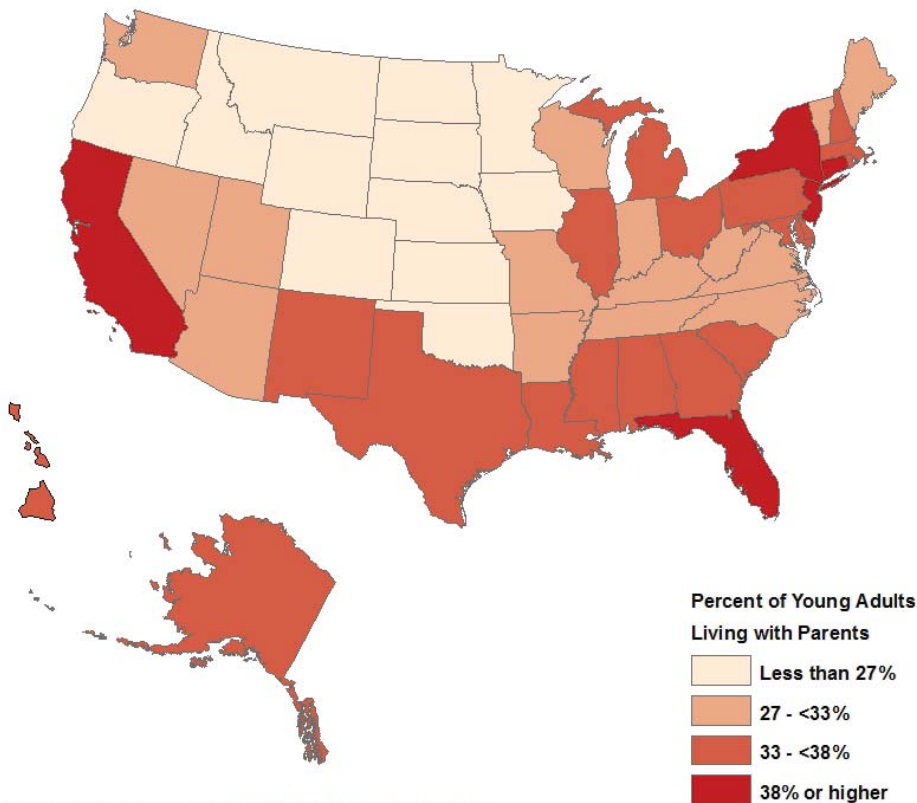 Percent of Young Adults
Living with Parents
Less than 27%
27 - <33%
33 - <38%
38% or higher